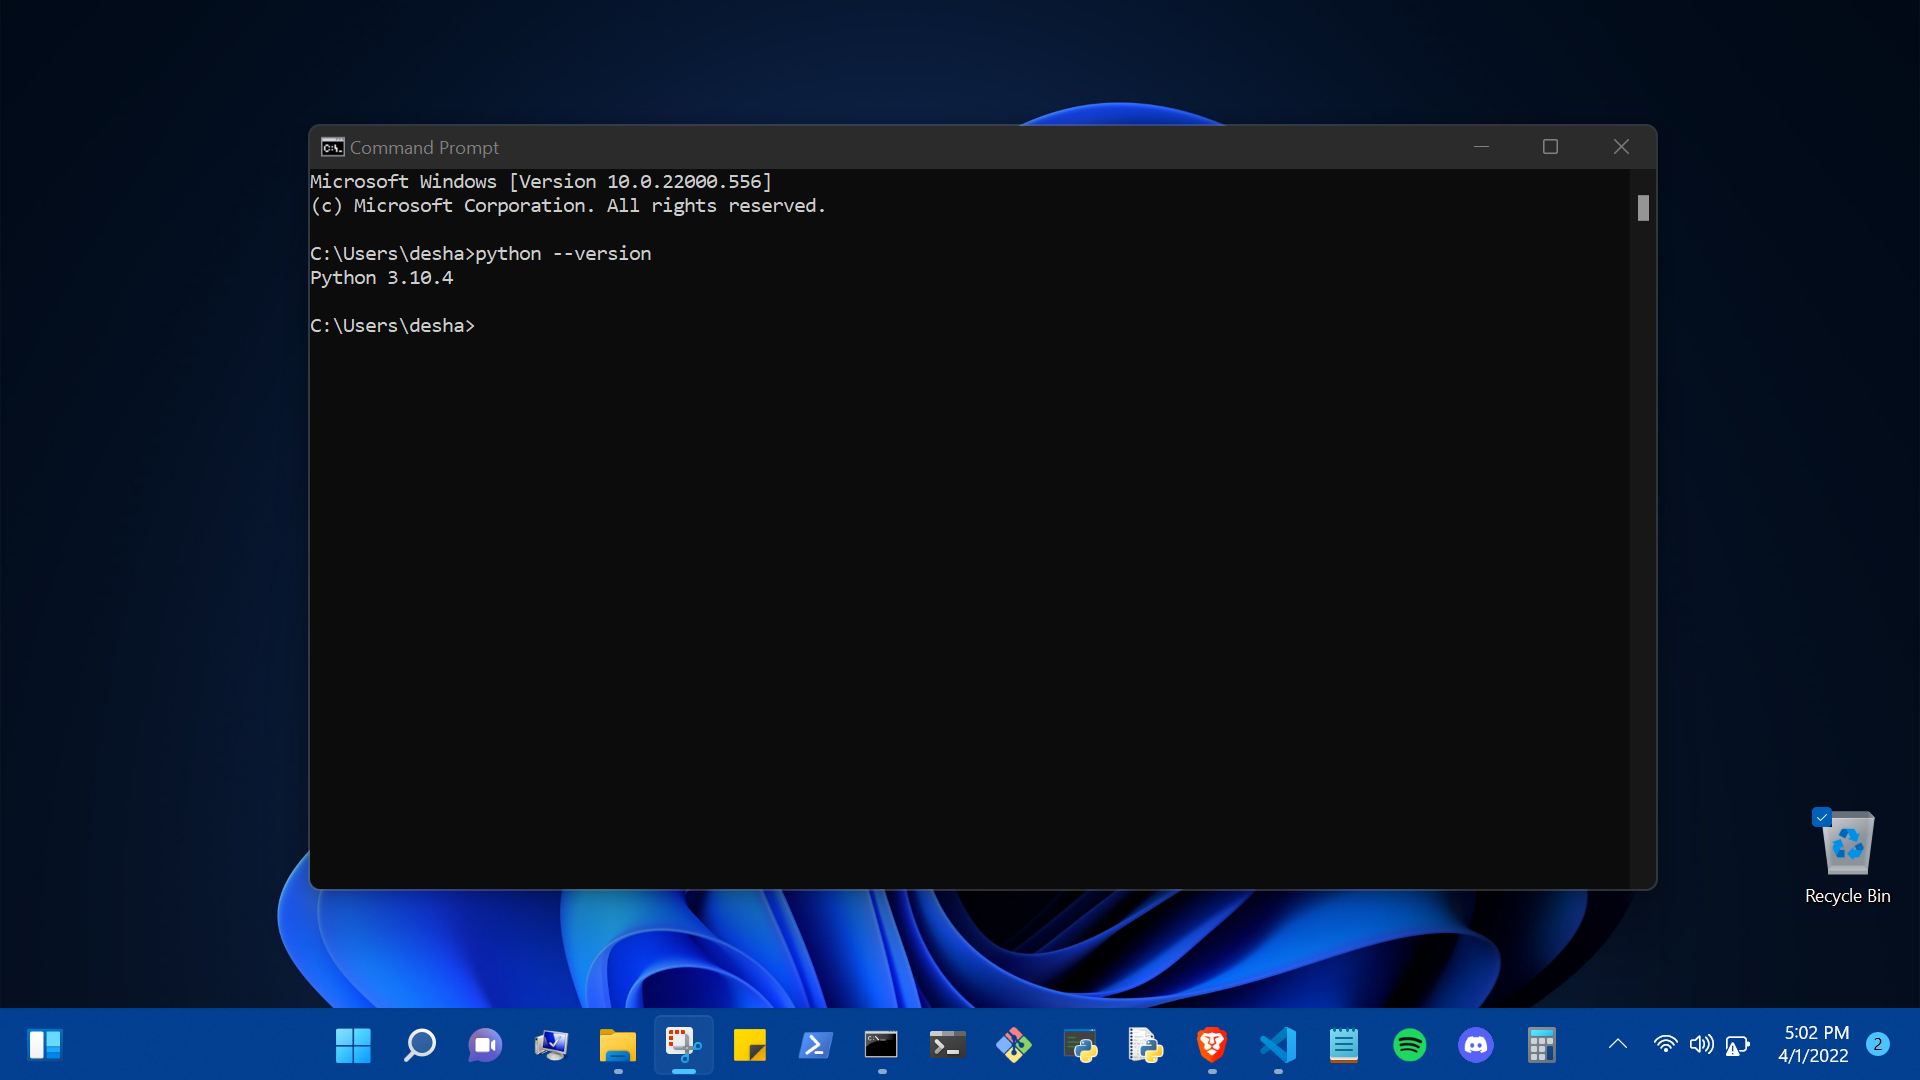 Command Prompt
Microsoft Windows [Version 10.0.22000.556]
(c) Microsoft Corporation. All rights reserved.
C:\Users\desha>python --version
Python 3.10.4
C:\Users\desha>
Recycle Bin
5:02 PM
4/1/2022
2